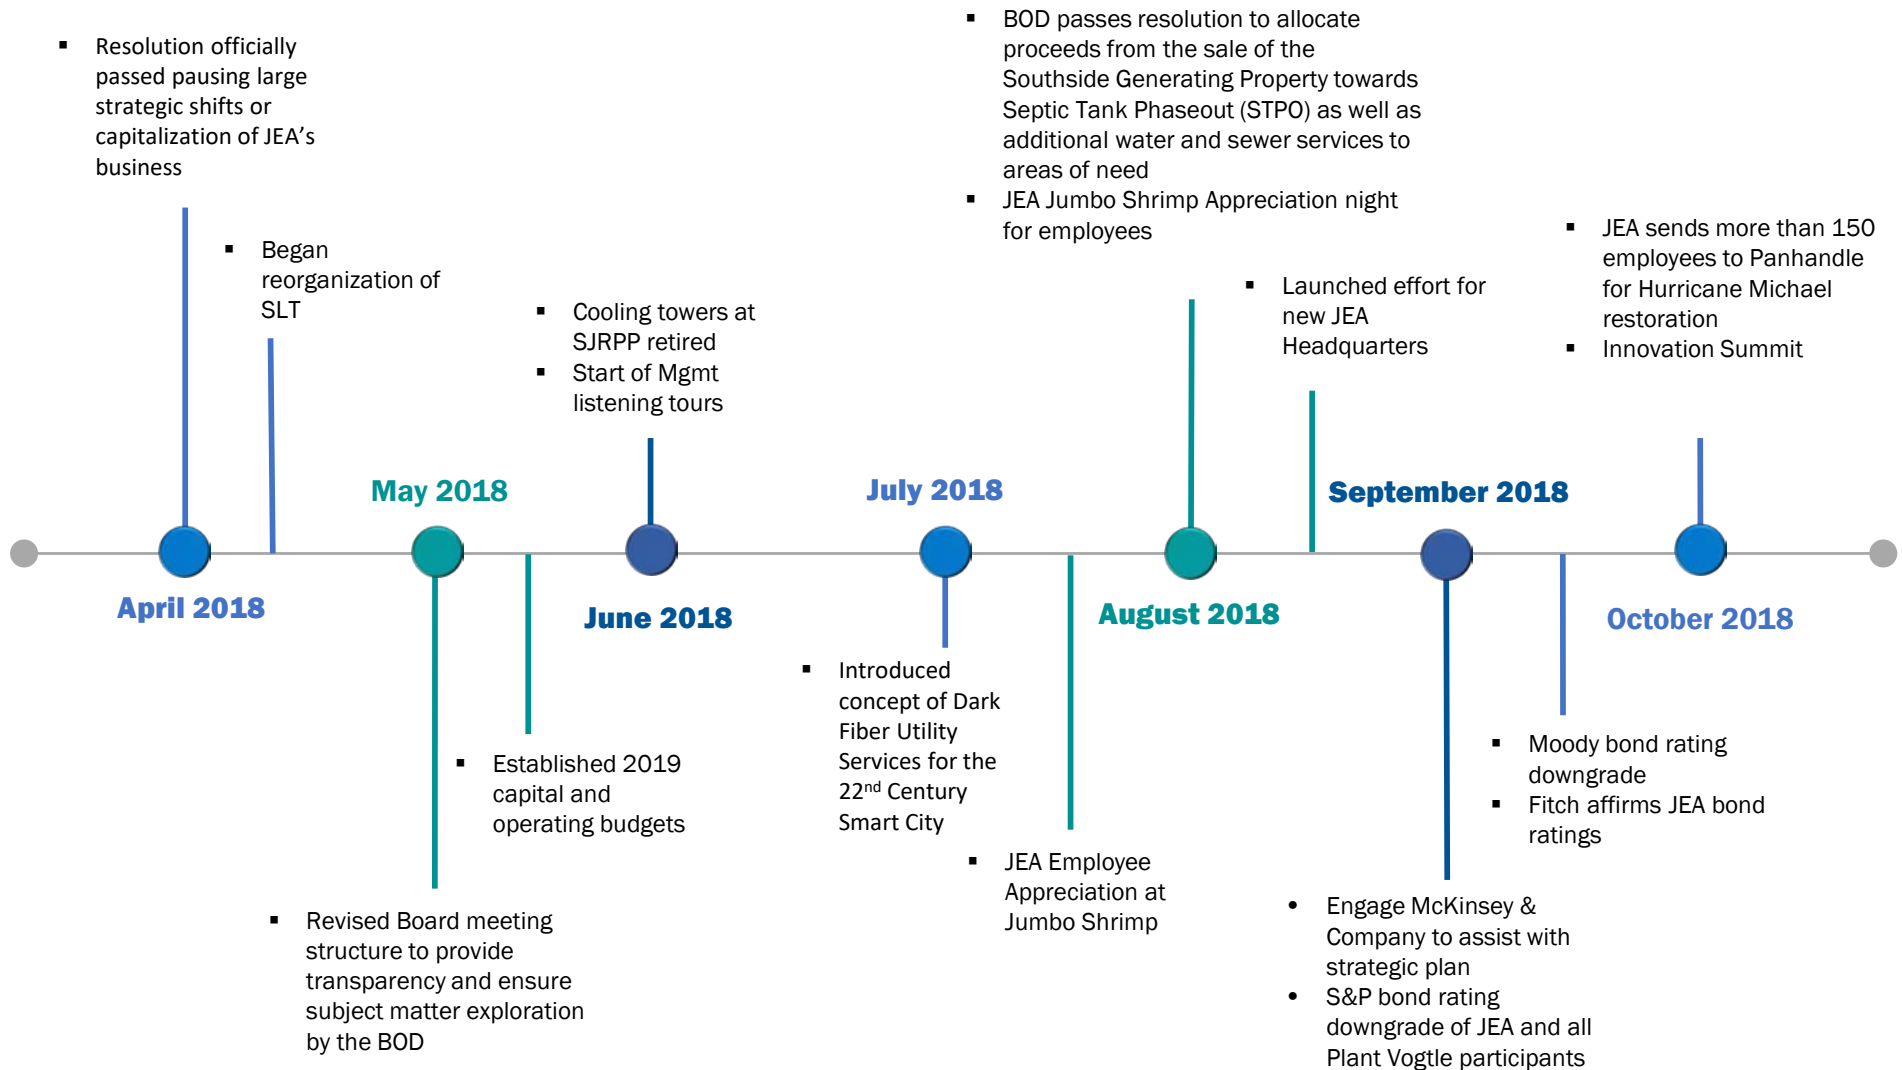 ▪ Resolution officially
passed pausing large
strategic shifts or
capitalization of JEA's
business
▪ Began
reorganization of
SLT
April 2018
May 2018
▪ Revised Board meeting
structure to provide
transparency and ensure
subject matter exploration
by the BOD
▪ Established 2019
capital and
operating budgets
▪ Cooling towers at
SJRPP retired
▪ Start of Mgmt
listening tours
June 2018
July 2018
▪ Introduced
concept of Dark
Fiber Utility
Services for the
22nd Century
Smart City
▪ JEA Employee
Appreciation at
Jumbo Shrimp
▪ BOD passes resolution to allocate
proceeds from the sale of the
Southside Generating Property towards
Septic Tank Phaseout (STPO) as well as
additional water and sewer services to
areas of need
▪ JEA Jumbo Shrimp Appreciation night
for employees
August 2018
▪ Launched effort for
new JEA
Headquarters
September 2018
• Engage McKinsey &
Company to assist with
strategic plan
• S&P bond rating
downgrade of JEA and all
Plant Vogtle participants
▪ Moody bond rating
downgrade
▪ Fitch affirms JEA bond
ratings
▪ JEA sends more than 150
employees to Panhandle
for Hurricane Michael
restoration
▪ Innovation Summit
October 2018